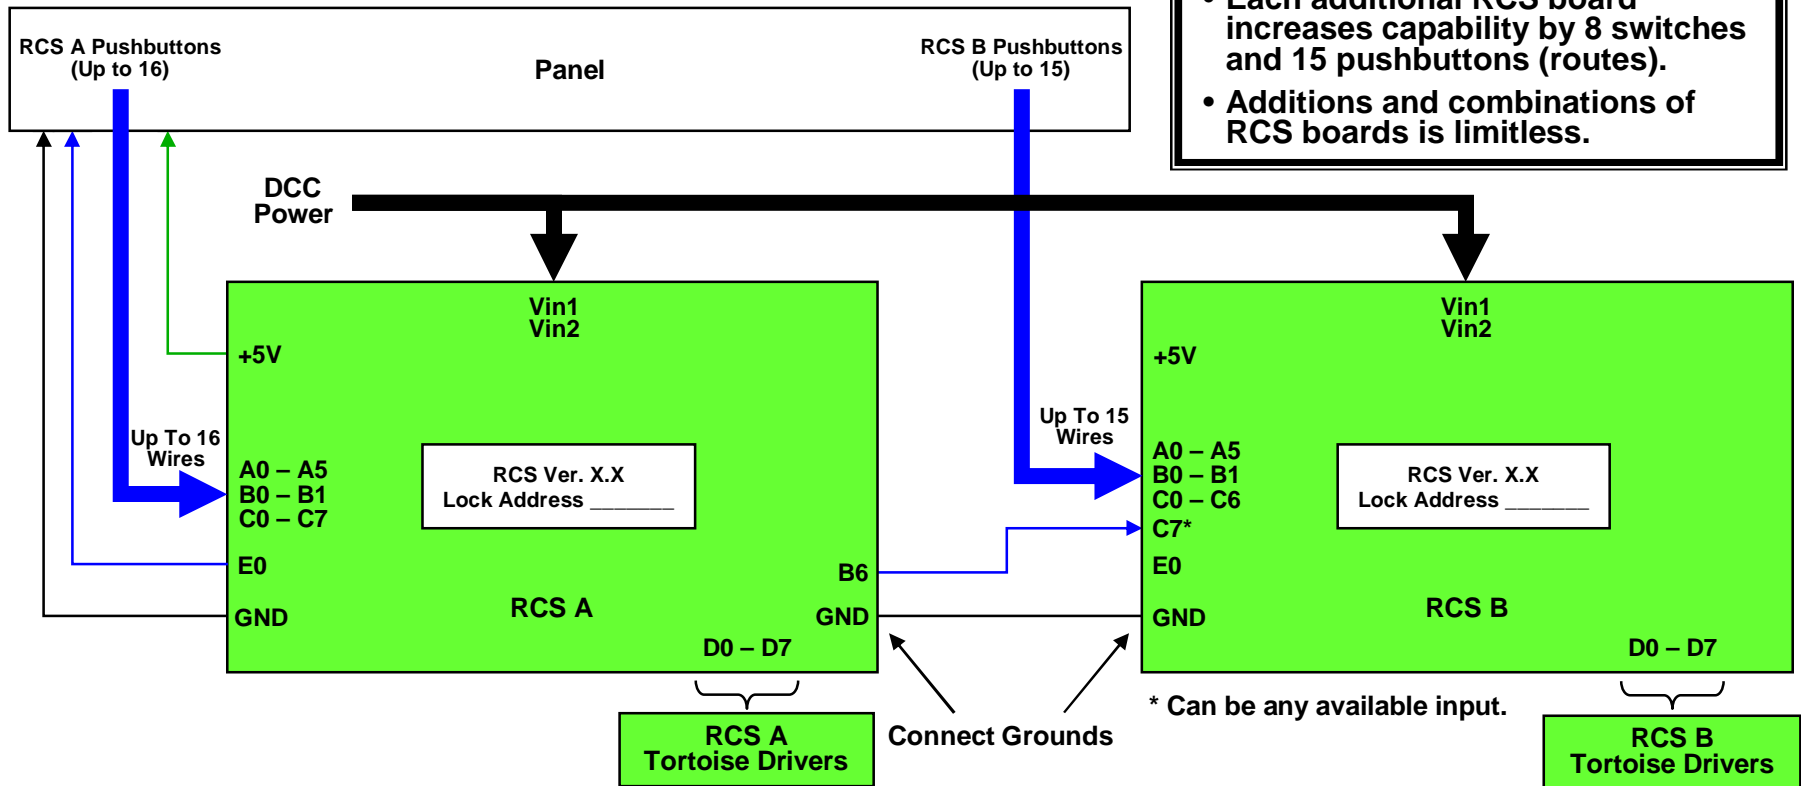 • Each additional RCS board
increases capability by 8 switches
and 15 pushbuttons (routes).
• Additions and combinations of
RCS boards is limitless.
RCS A Pushbuttons
(Up to 16)
Panel
RCS B Pushbuttons
(Up to 15)
DCC
Power
Vin1
Vin2
+5V
Up To 16
Wires
A0 – A5
B0 – B1
C0 – C7
RCS Ver. X.X
Lock Address _______
E0
GND
RCS A
B6
GND
D0 – D7
RCS A
Tortoise Drivers
Connect Grounds
Vin1
Vin2
+5V
Up To 15
Wires
A0 – A5
B0 – B1
C0 – C6
C7*
RCS Ver. X.X
Lock Address _______
E0
GND
RCS B
D0 – D7
* Can be any available input.
RCS B
Tortoise Drivers